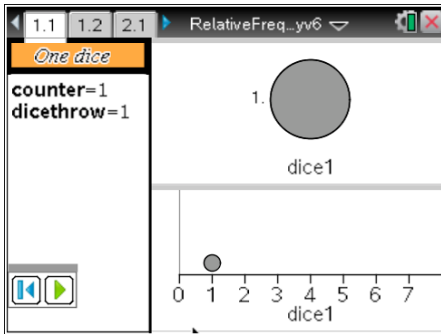 1.1 1.2 2.1 RelativeFreq...yv6
One dice
counter=1
dicethrow=1
1.
dice1
0 1 2 3 4 5 6 7
dice1